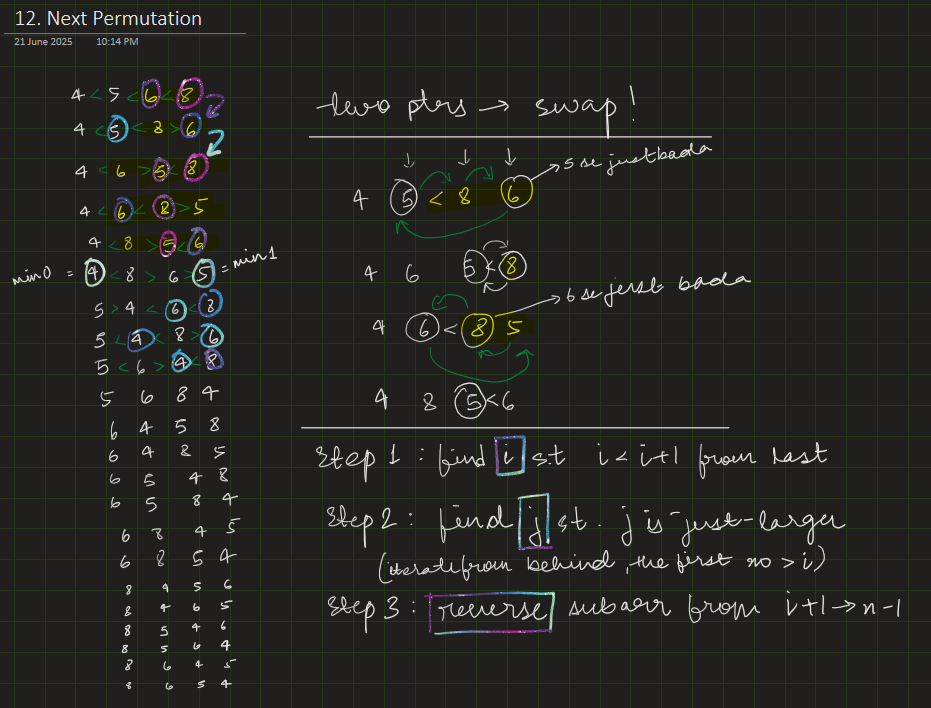 12. Next Permutation
21 June 2025 10:14 PM
4 < 5 < 6 < 8
4 < 5 < 8 > 6
4 < 6 > 5 < 8
4 < 6 < 8 > 5
4 < 8 > 5 < 6
min0 = 4 < 8 > 6 > 5 = min1
5 > 4 < 6 < 8
5 < 4 < 8 > 6
5 < 6 > 4 < 8
5 6 8 4
6 4 5 8
6 4 8 5
6 5 4 8
6 5 8 4
6 8 4 5
6 8 5 4
8 4 5 6
8 4 6 5
8 5 4 6
8 5 6 4
8 6 4 5
8 6 5 4
two ptrs → swap!
4 5 < 8 6 → 5 se just bada
4 6 5 < 8
4 6 < 8 5 → 6 se just bada
4 8 5 < 6
Step 1 : find i s.t i < i+1 from last
Step 2 : find j st. j is just-larger
(iterate from behind, the first no > i)
Step 3 : reverse subarr from i+1 → n-1